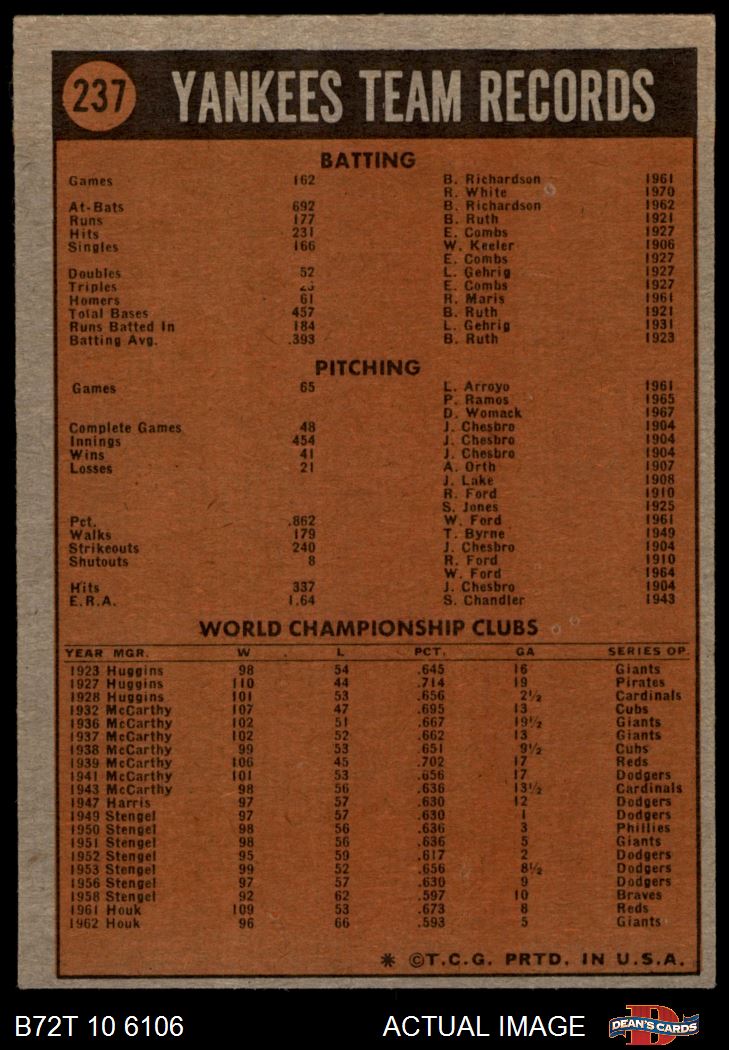 237 YANKEES TEAM RECORDS
BATTING
Games 162 B. Richardson 1961
R. White 1970
At-Bats 692 B. Richardson 1962
Runs 177 B. Ruth 1921
Hits 231 E. Combs 1927
Singles 166 W. Keeler 1906
E. Combs 1927
Doubles 52 L. Gehrig 1927
Triples E. Combs 1927
Homers 61 R. Maris 1961
Total Bases 457 B. Ruth 1921
Runs Batted In 184 L. Gehrig 1931
Batting Avg. .393 B. Ruth 1923
PITCHING
Games 65 L. Arroyo 1961
P. Ramos 1965
D. Womack 1967
Complete Games 48 J. Chesbro 1904
Innings 454 J. Chesbro 1904
Wins 41 J. Chesbro 1904
Losses 21 A. Orth 1907
J. Lake 1908
R. Ford 1910
S. Jones 1925
Pct. .862 W. Ford 1961
Walks 179 T. Byrne 1949
Strikeouts 240 J. Chesbro 1904
Shutouts 8 R. Ford 1910
W. Ford 1964
Hits 337 J. Chesbro 1904
E.R.A. 1.64 S. Chandler 1943
WORLD CHAMPIONSHIP CLUBS
YEAR MGR. W L PCT. GA SERIES OP.
1923 Huggins 98 54 .645 16 Giants
1927 Huggins 110 44 .714 19 Pirates
1928 Huggins 101 53 .656 2½ Cardinals
1932 McCarthy 107 47 .695 13 Cubs
1936 McCarthy 102 51 .667 19½ Giants
1937 McCarthy 102 52 .662 13 Giants
1938 McCarthy 99 53 .651 9½ Cubs
1939 McCarthy 106 45 .702 17 Reds
1941 McCarthy 101 53 .656 17 Dodgers
1943 McCarthy 98 56 .636 13½ Cardinals
1947 Harris 97 57 .630 12 Dodgers
1949 Stengel 97 57 .630 1 Dodgers
1950 Stengel 98 56 .636 3 Phillies
1951 Stengel 98 56 .636 5 Giants
1952 Stengel 95 59 .617 2 Dodgers
1953 Stengel 99 52 .656 8½ Dodgers
1956 Stengel 97 57 .630 9 Dodgers
1958 Stengel 92 62 .597 10 Braves
1961 Houk 109 53 .673 8 Reds
1962 Houk 96 66 .593 5 Giants
* ©T.C.G. PRTD. IN U.S.A.
B72T 10 6106 ACTUAL IMAGE DEAN'S CARDS